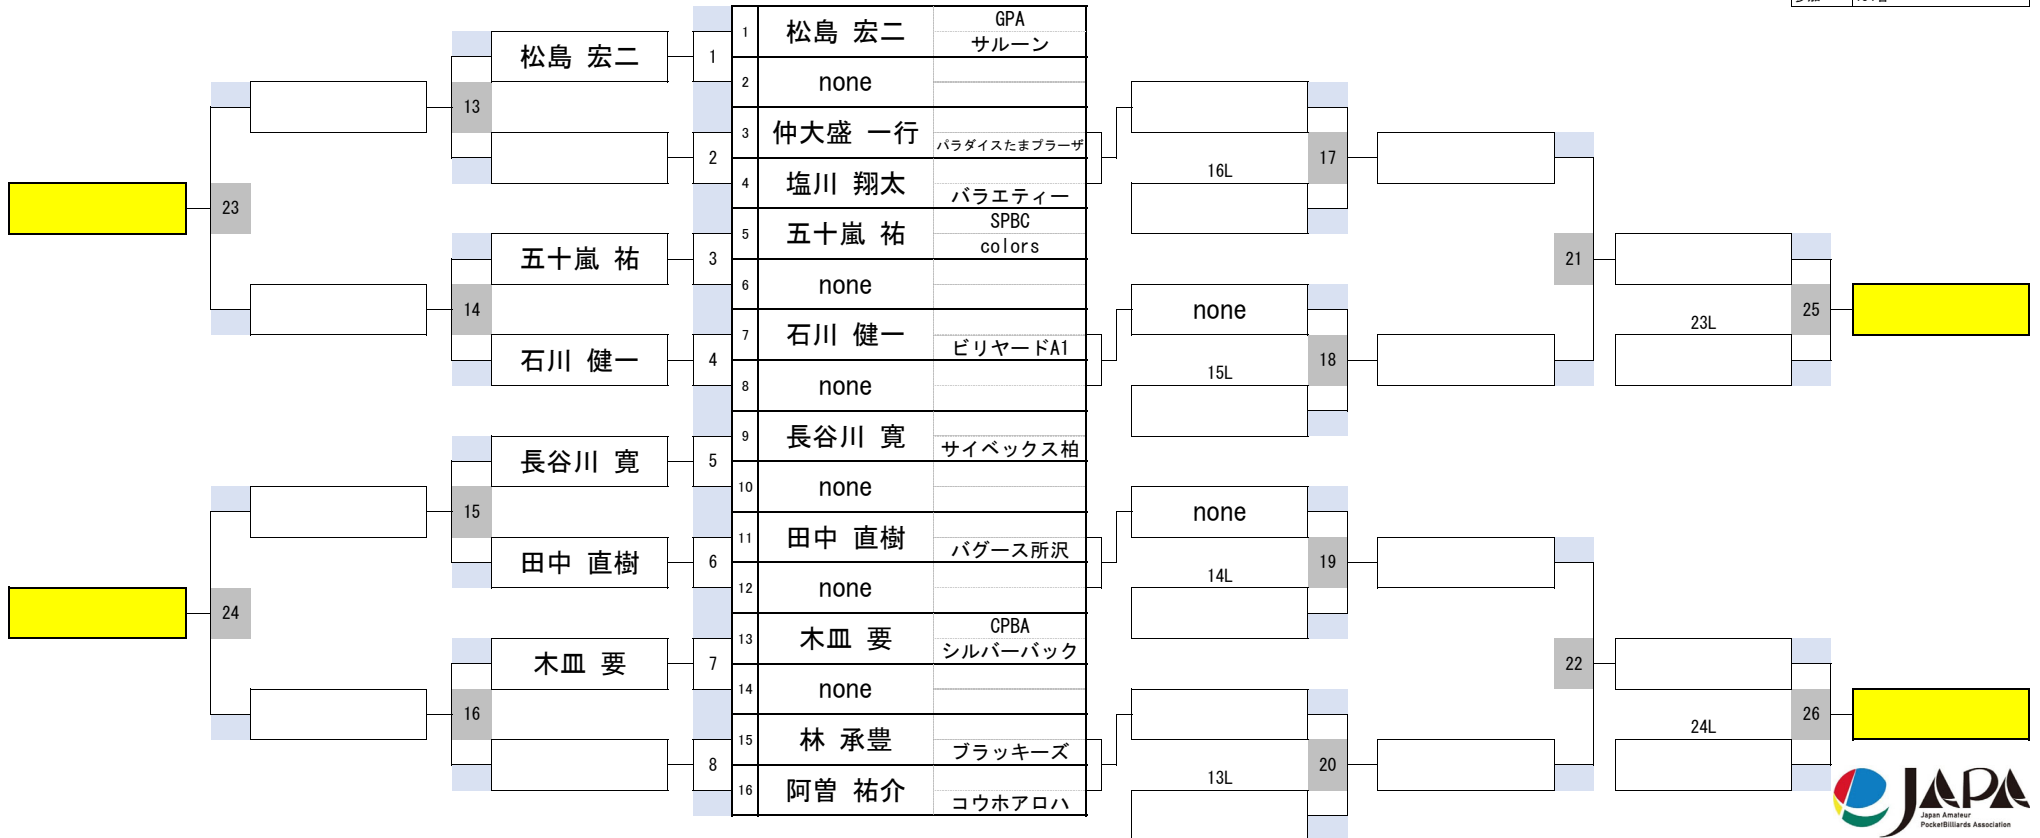 1 松島 宏二 GPA
サルーン
2 none
3 仲大盛 一行 パラダイスたまプラーザ
4 塩川 翔太 バラエティー
5 五十嵐 祐 SPBC
colors
6 none
7 石川 健一 ビリヤードA1
8 none
9 長谷川 寛 サイベックス柏
10 none
11 田中 直樹 バグース所沢
12 none
13 木皿 要 CPBA
シルバーバック
14 none
15 林 承豊 ブラッキーズ
16 阿曽 祐介 コウホアロハ
松島 宏二 1
13
2
23
五十嵐 祐 3
14
石川 健一 4
長谷川 寛 5
15
田中 直樹 6
24
木皿 要 7
16
8
16L 17
21
none
15L 18
23L 25
none
14L 19
22
13L 20
24L 26
JAPA
Japan Amateur
PocketBilliards Association